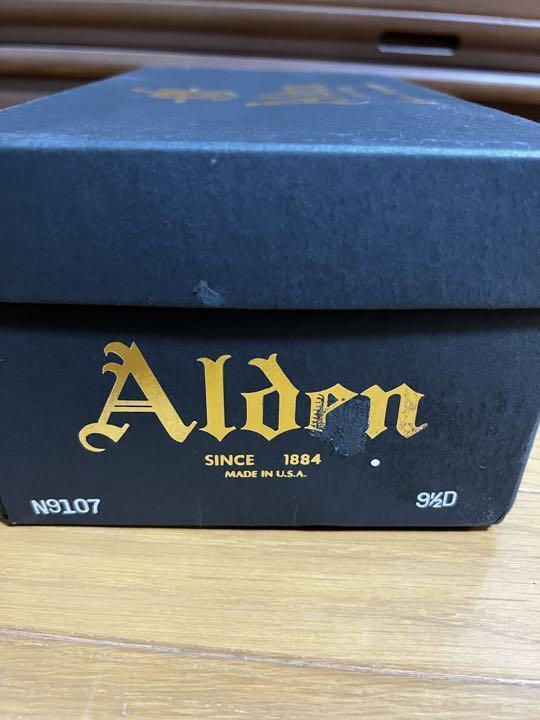 Alden
SINCE 1884
MADE IN U.S.A.
N9107 9½D